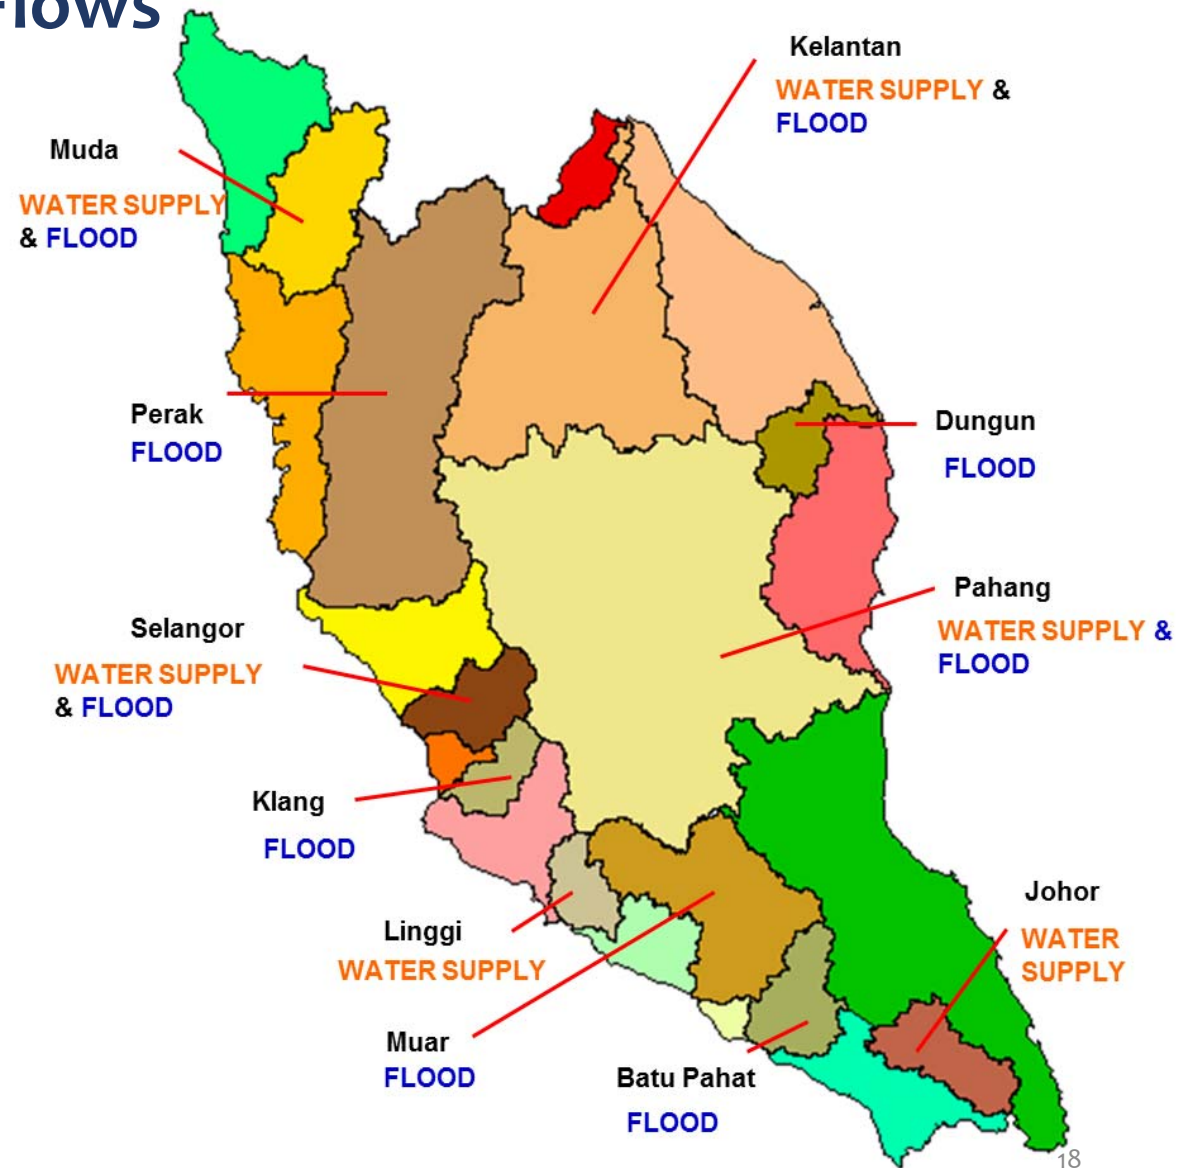 Flows
Kelantan
WATER SUPPLY &
FLOOD
Muda
WATER SUPPLY
& FLOOD
Perak
FLOOD
Dungun
FLOOD
Pahang
WATER SUPPLY &
FLOOD
Selangor
WATER SUPPLY
& FLOOD
Klang
FLOOD
Johor
WATER
SUPPLY
Linggi
WATER SUPPLY
Muar
FLOOD
Batu Pahat
FLOOD
18